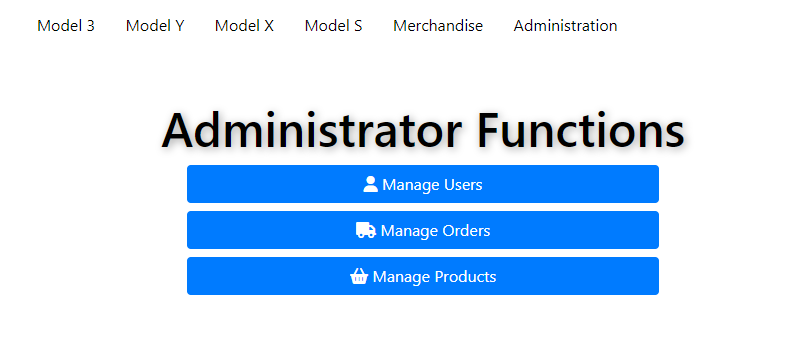 Model 3 Model Y Model X Model S Merchandise Administration
Administrator Functions
Manage Users
Manage Orders
Manage Products